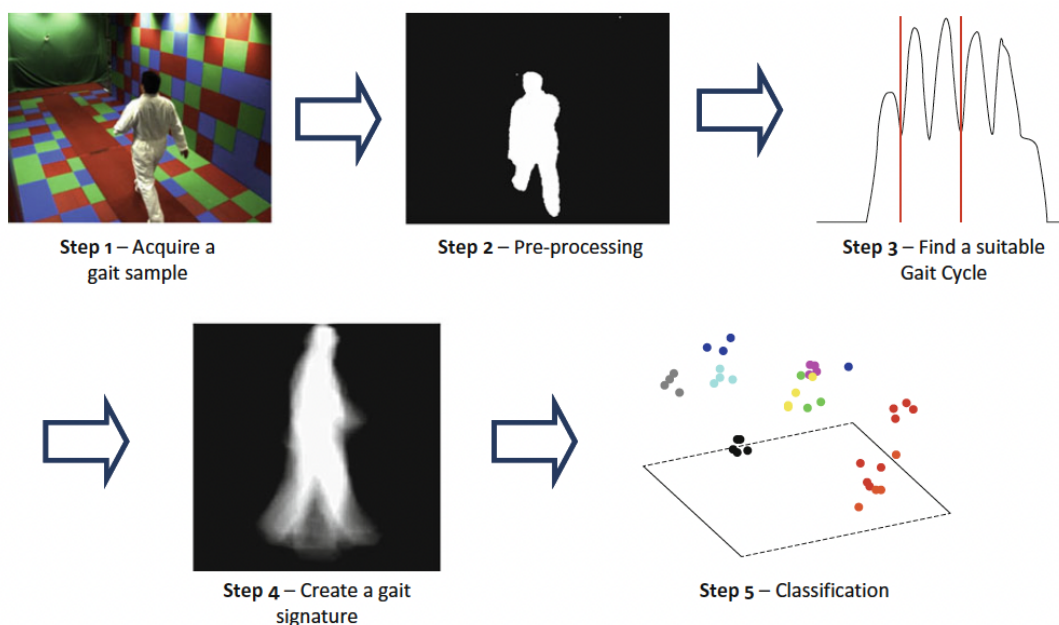 Step 1 – Acquire a
gait sample
Step 2 – Pre-processing
Step 3 – Find a suitable
Gait Cycle
Step 4 – Create a gait
signature
Step 5 – Classification